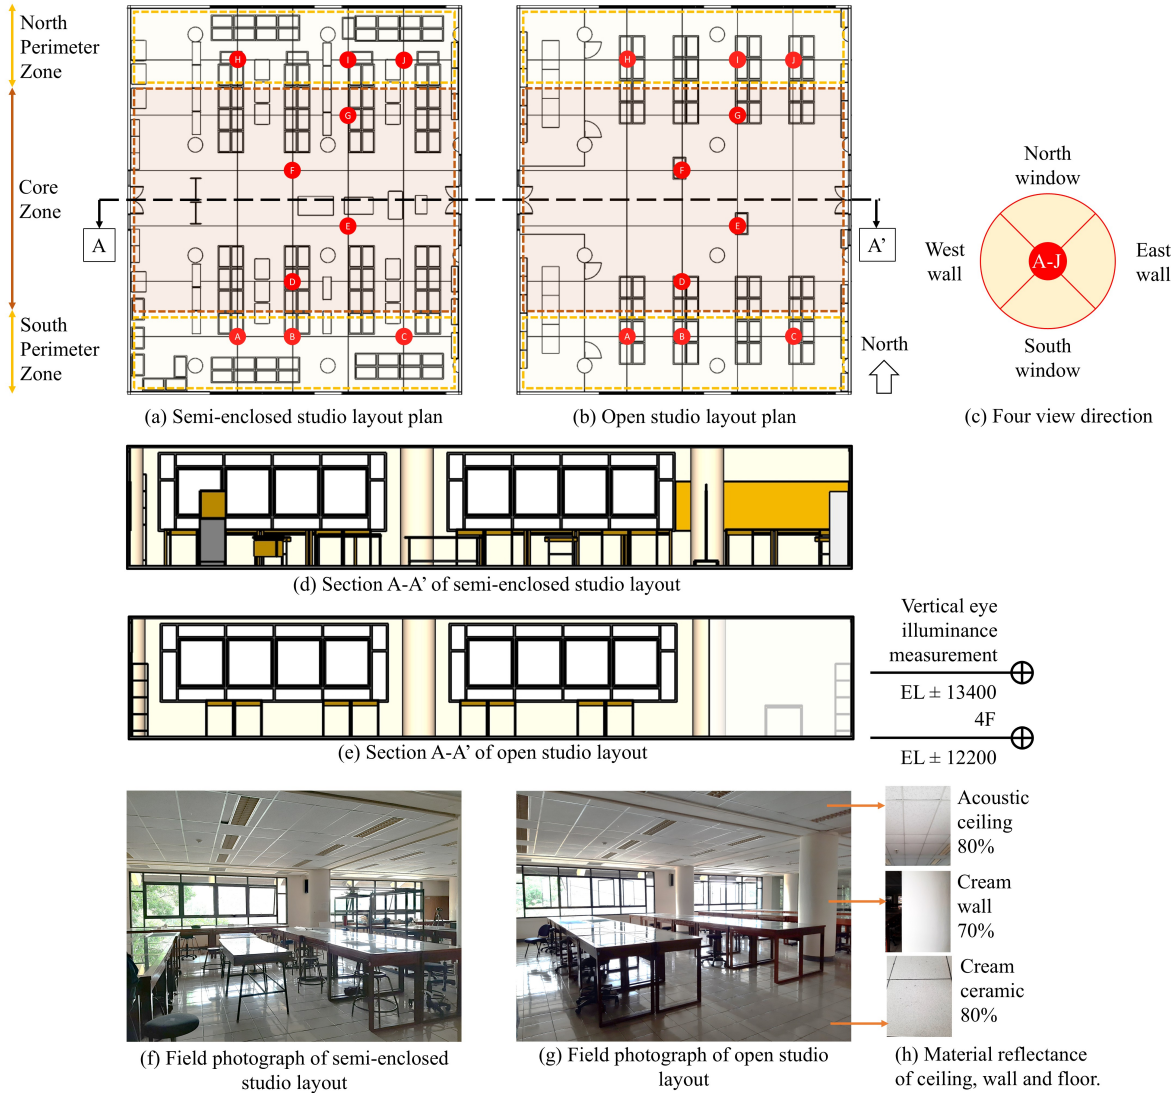 North
Perimeter
Zone
Core
Zone
South
Perimeter
Zone
H
I
J
G
F
E
D
A
B
C
A
H
I
J
G
F
E
D
A
B
C
A’
North
(a) Semi-enclosed studio layout plan
(b) Open studio layout plan
North
window
West
wall
A-J
East
wall
South
window
(c) Four view direction
(d) Section A-A’ of semi-enclosed studio layout
(e) Section A-A’ of open studio layout
Vertical eye
illuminance
measurement
EL ± 13400
4F
EL ± 12200
(f) Field photograph of semi-enclosed
studio layout
(g) Field photograph of open studio
layout
Acoustic
ceiling
80%
Cream
wall
70%
Cream
ceramic
80%
(h) Material reflectance
of ceiling, wall and floor.